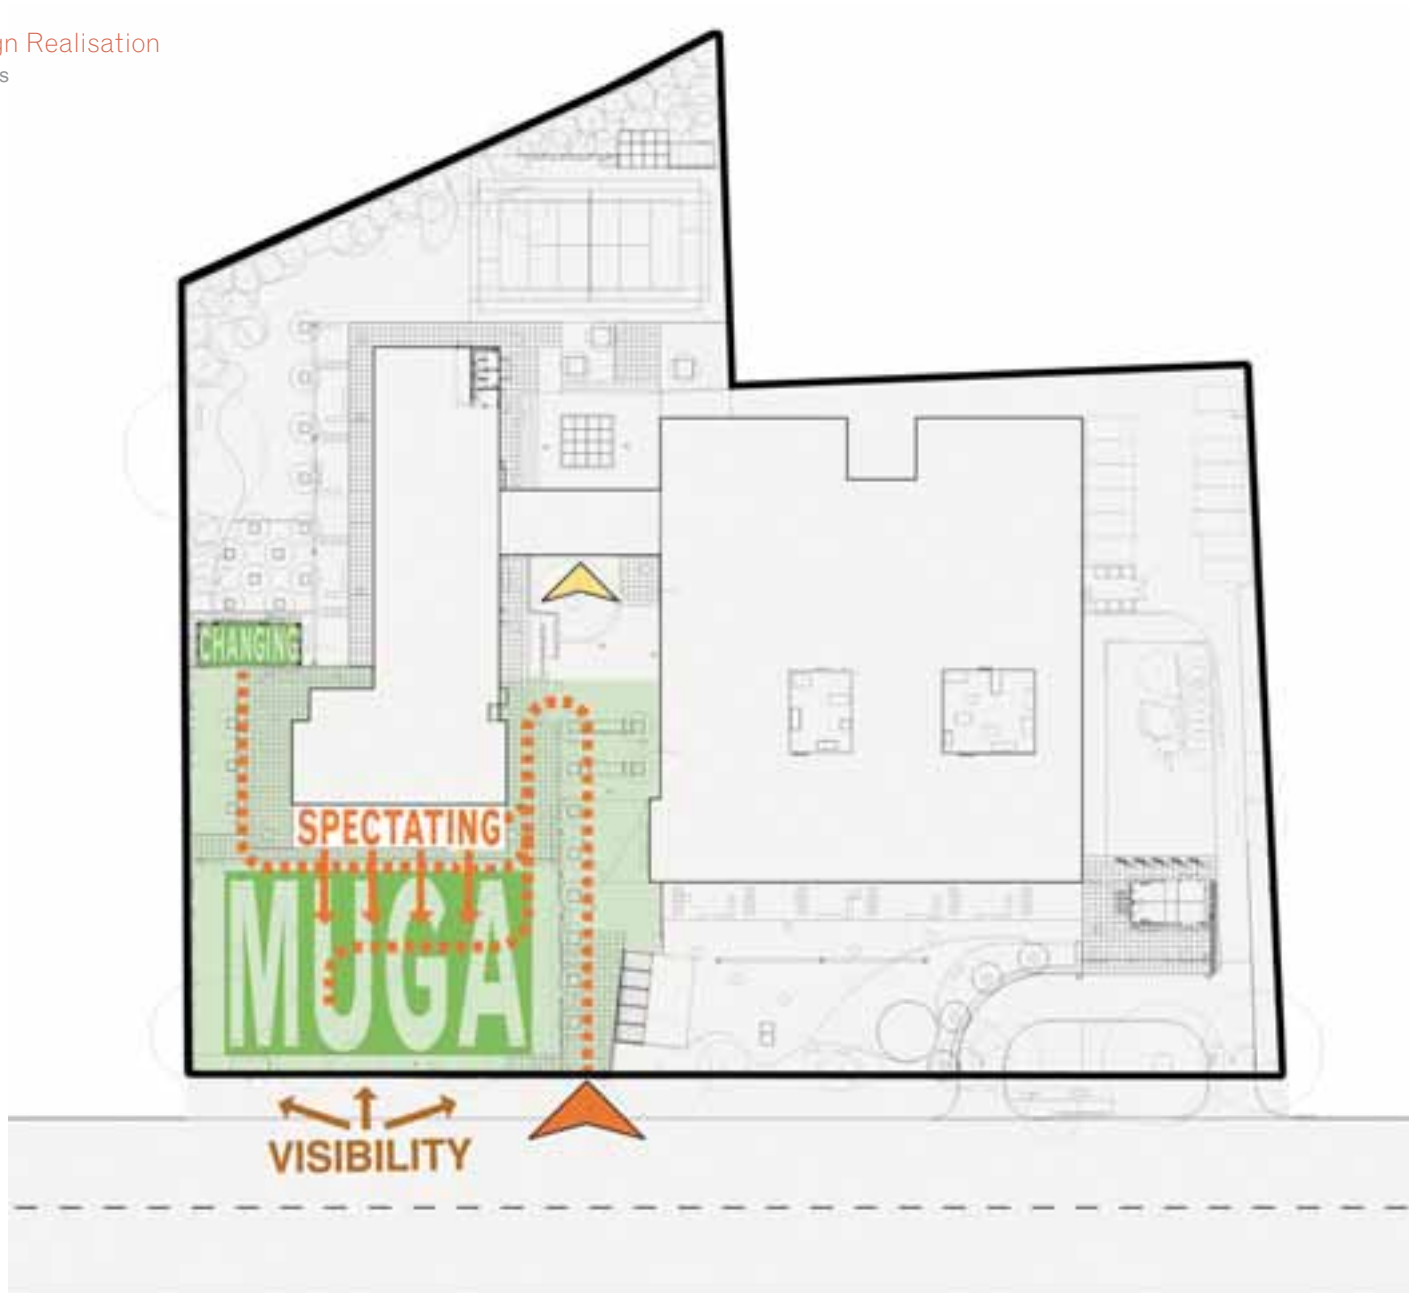 gn Realisation
s
CHANGING
SPECTATING
MUGA
VISIBILITY